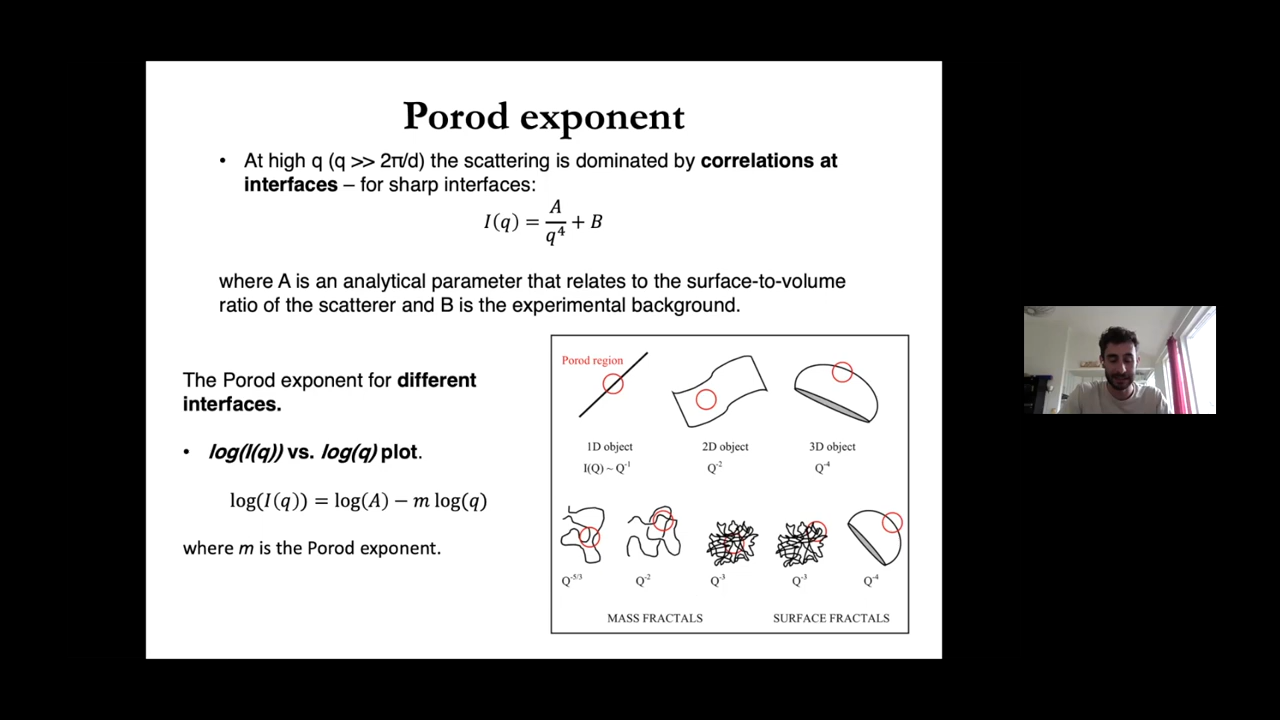 Porod exponent
• At high q (q >> 2π/d) the scattering is dominated by correlations at
interfaces – for sharp interfaces:
I(q) = A/q⁴ + B
where A is an analytical parameter that relates to the surface-to-volume
ratio of the scatterer and B is the experimental background.
The Porod exponent for different
interfaces.
• log(I(q)) vs. log(q) plot.
log(I(q)) = log(A) − m log(q)
where m is the Porod exponent.
Porod region
1D object 2D object 3D object
I(Q) ~ Q⁻¹ Q⁻² Q⁻⁴
Q⁻⁵ᐟ³ Q⁻² Q⁻³ Q⁻³ Q⁻⁴
MASS FRACTALS SURFACE FRACTALS